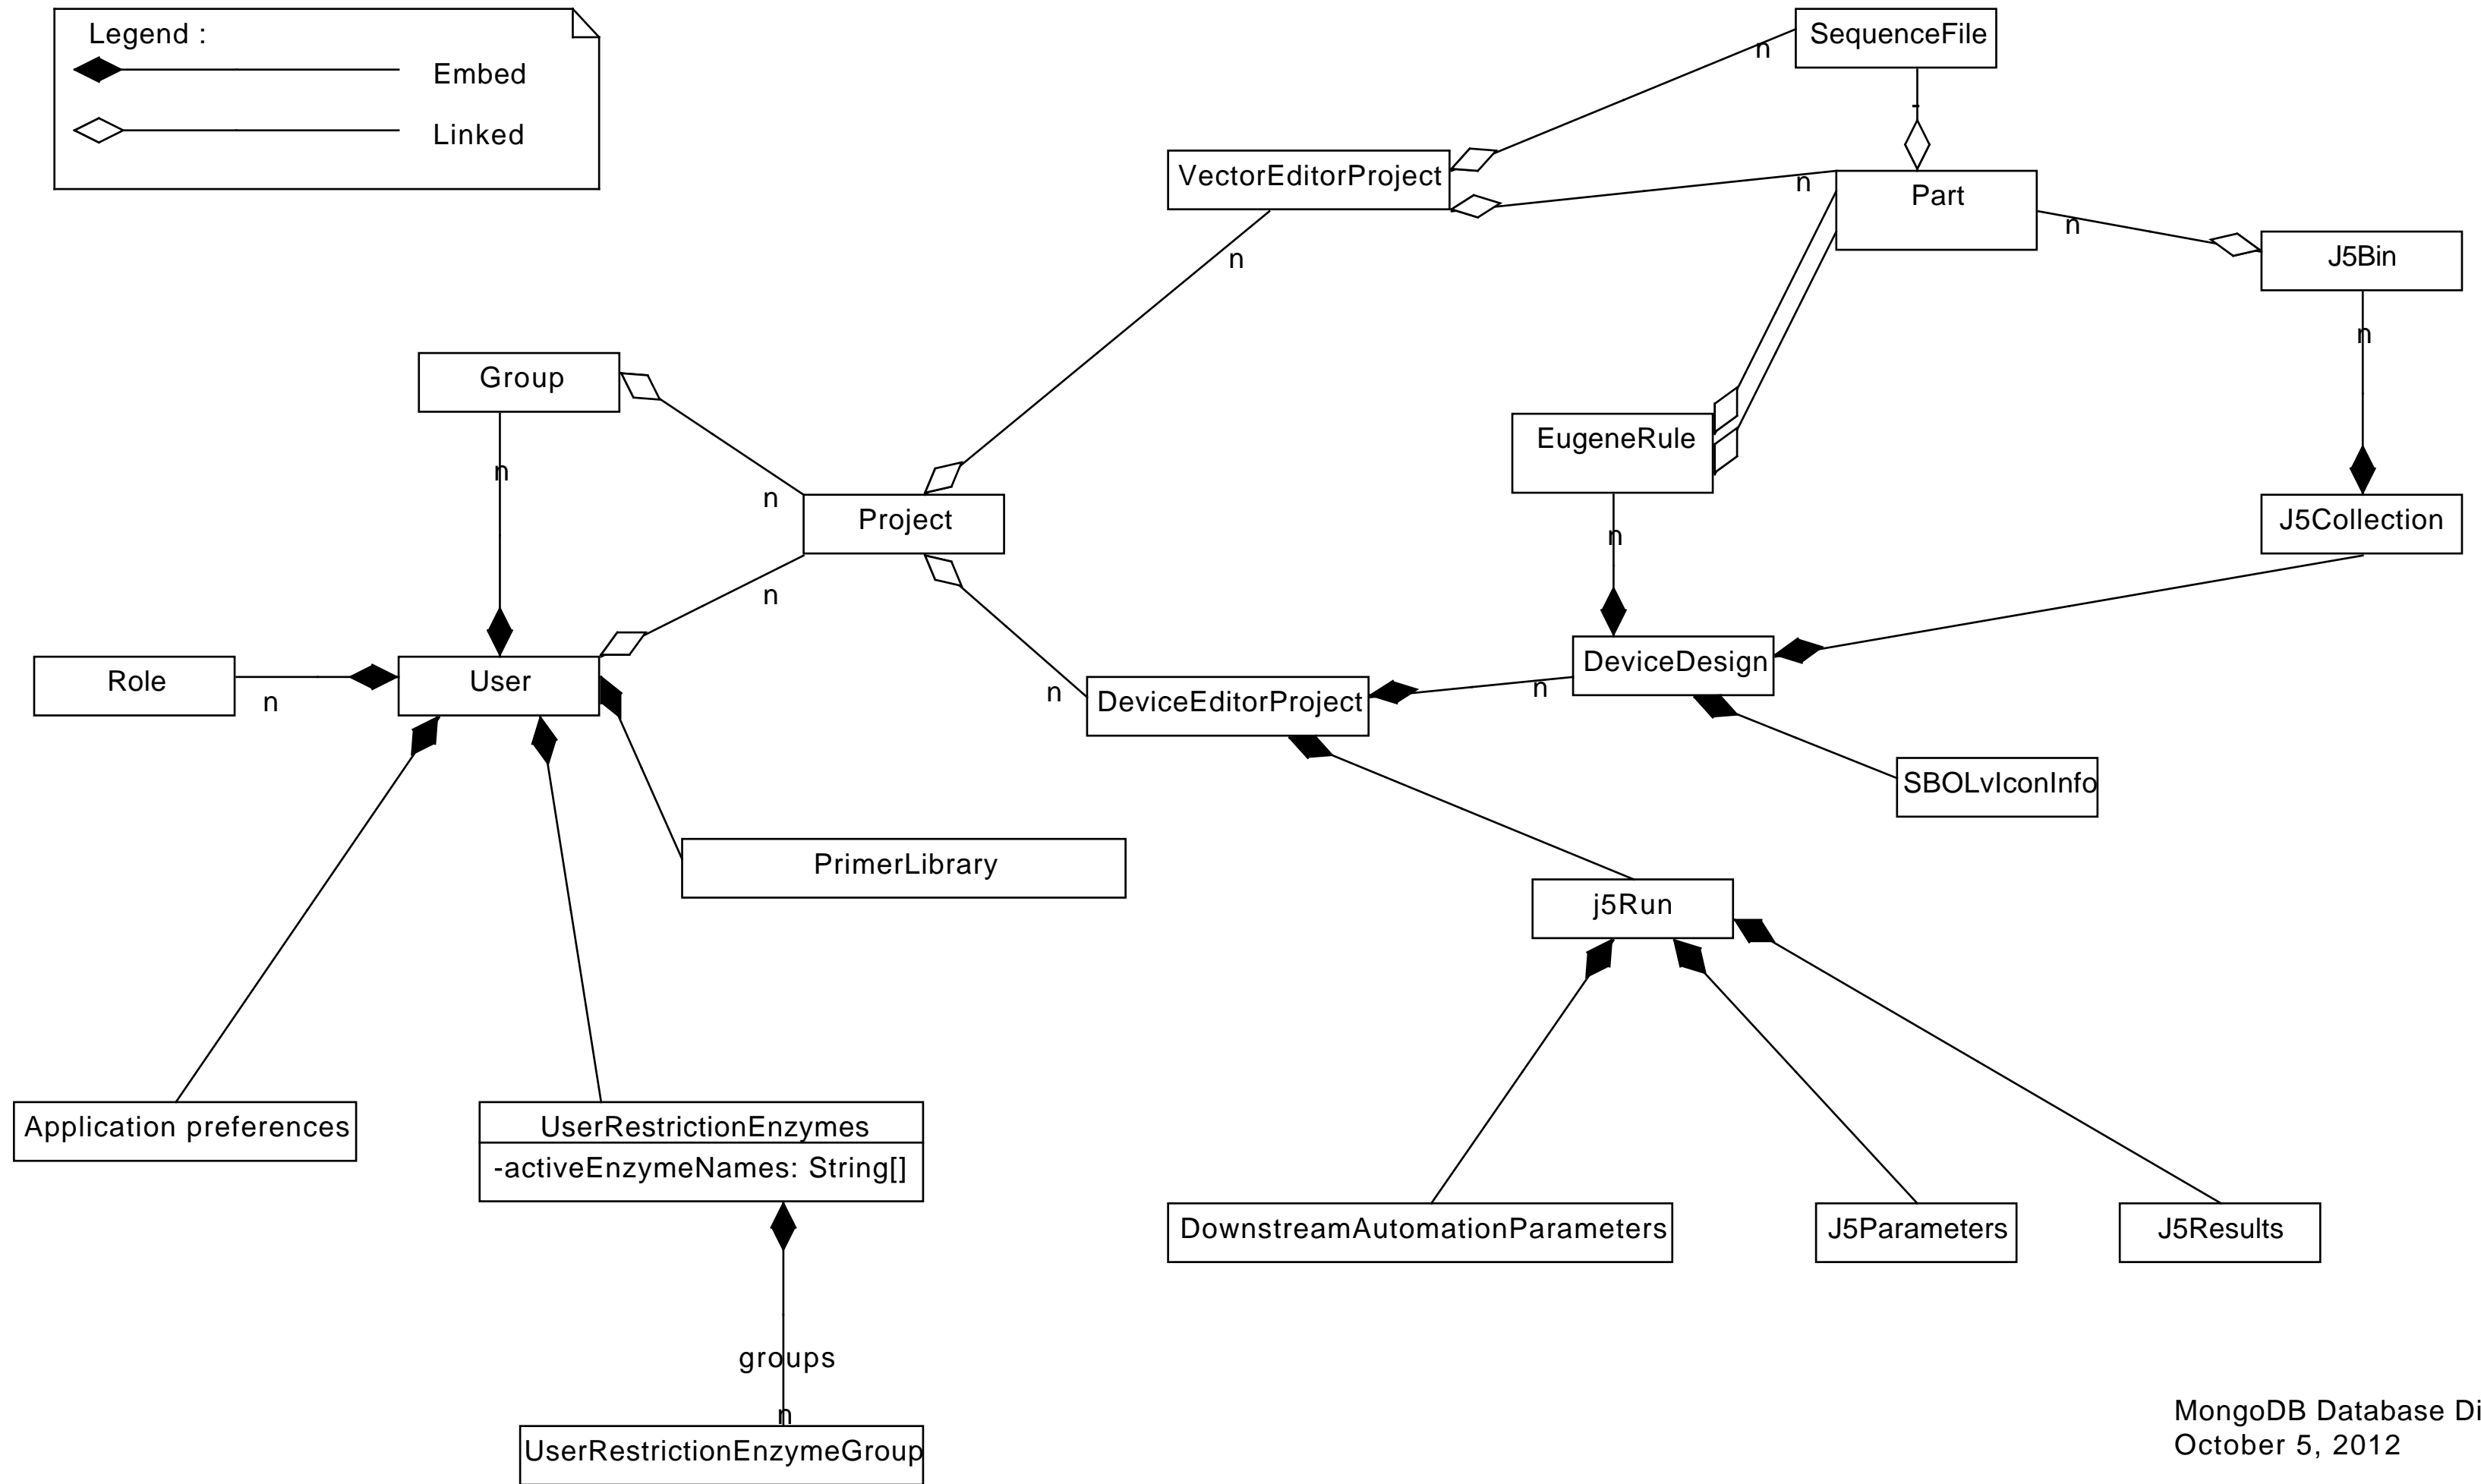 Legend :
Embed
Linked
SequenceFile
n
-
VectorEditorProject
n
Part
n
J5Bin
n
n
Group
n
EugeneRule
n
n
Project
J5Collection
n
n
Role
n
User
DeviceEditorProject
n
n
DeviceDesign
SBOLvIconInfo
PrimerLibrary
j5Run
Application preferences
UserRestrictionEnzymes
-activeEnzymeNames: String[]
DownstreamAutomationParameters
J5Parameters
J5Results
groups
n
UserRestrictionEnzymeGroup
MongoDB Database Di
October 5, 2012